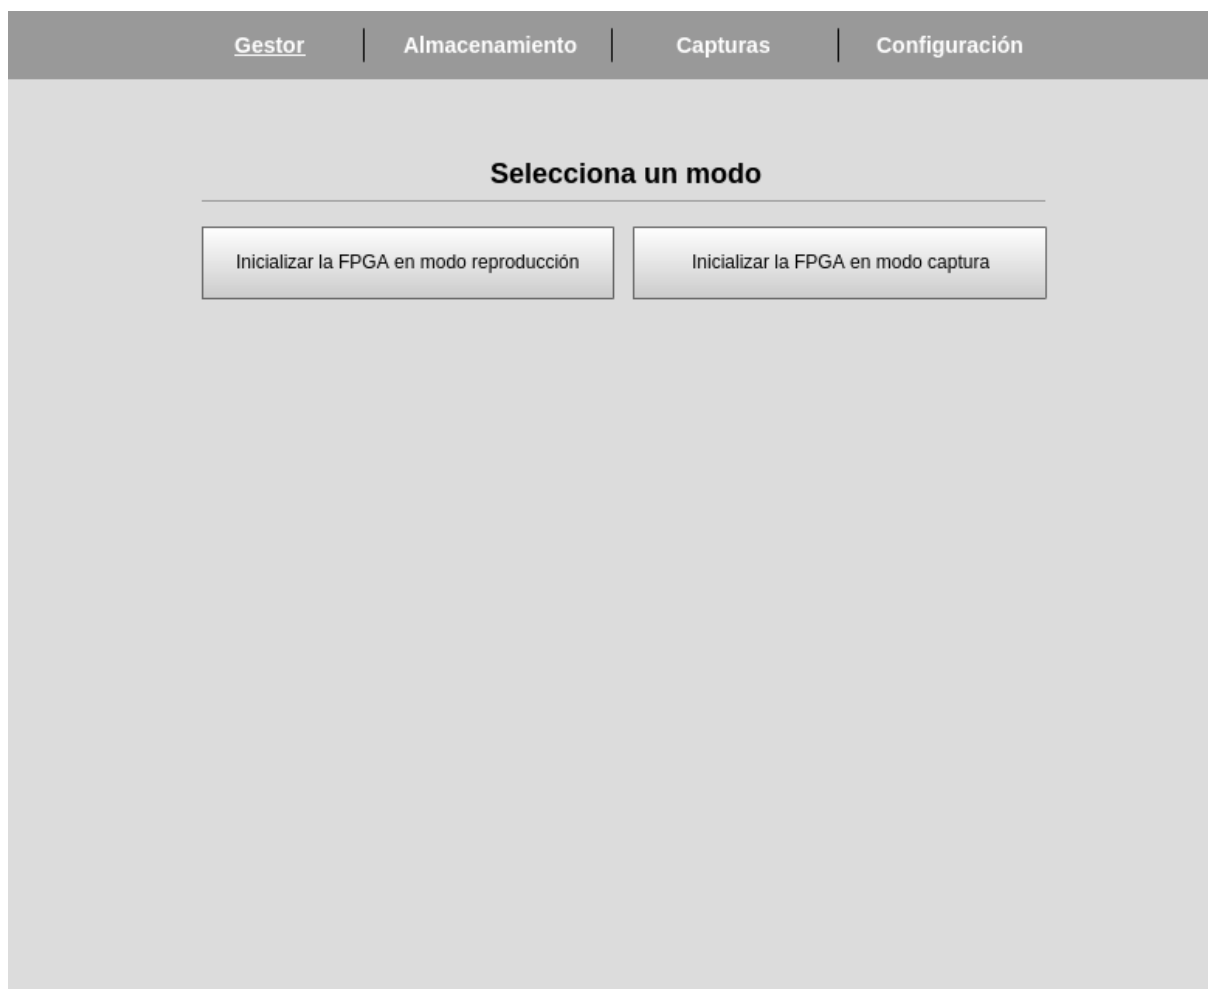 Gestor Almacenamiento Capturas Configuración
Selecciona un modo
Inicializar la FPGA en modo reproducción Inicializar la FPGA en modo captura